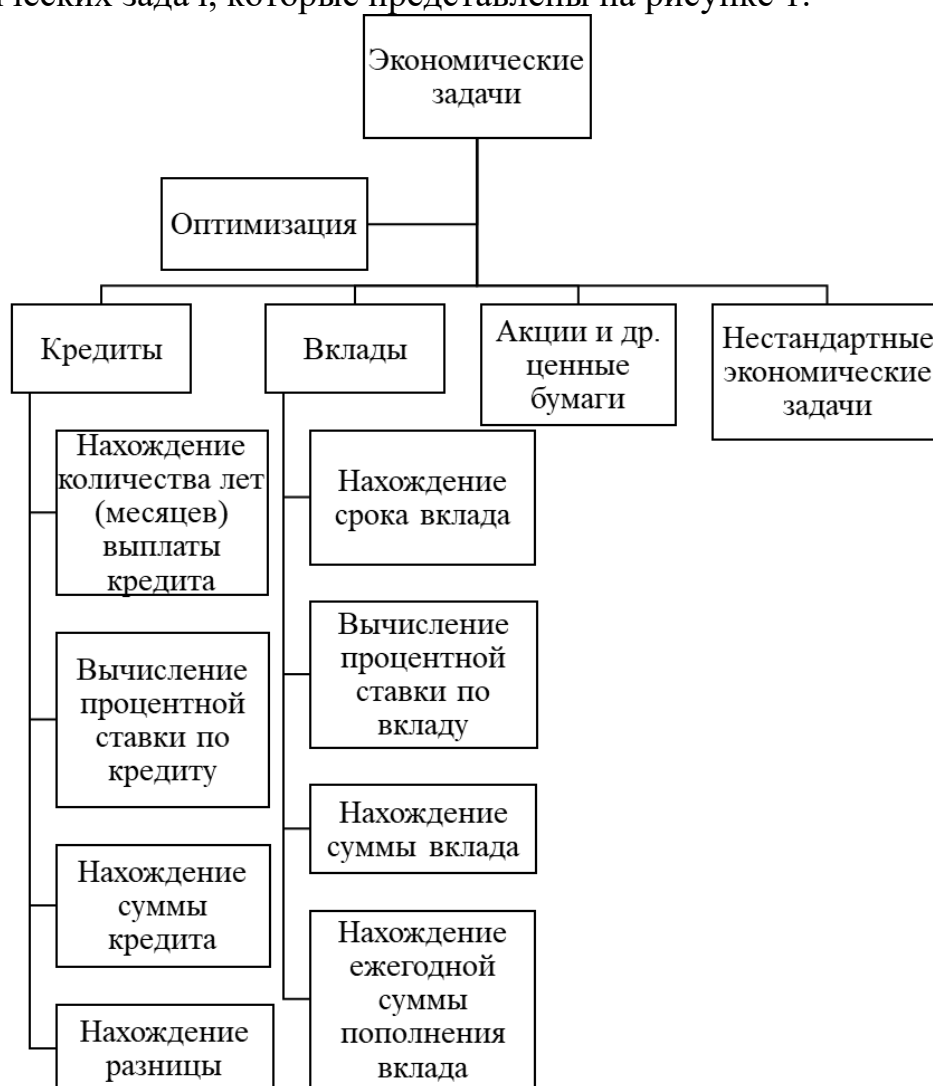 задач, которые представлены на рисунке 1.
Экономические
задачи
Оптимизация
Кредиты
Вклады
Акции и др.
ценные
бумаги
Нестандартные
экономические
задачи
Нахождение
количества лет
(месяцев)
выплаты
кредита
Вычисление
процентной
ставки по
кредиту
Нахождение
суммы
кредита
Нахождение
разницы
Нахождение
срока вклада
Вычисление
процентной
ставки по
вкладу
Нахождение
суммы вклада
Нахождение
ежегодной
суммы
пополнения
вклада